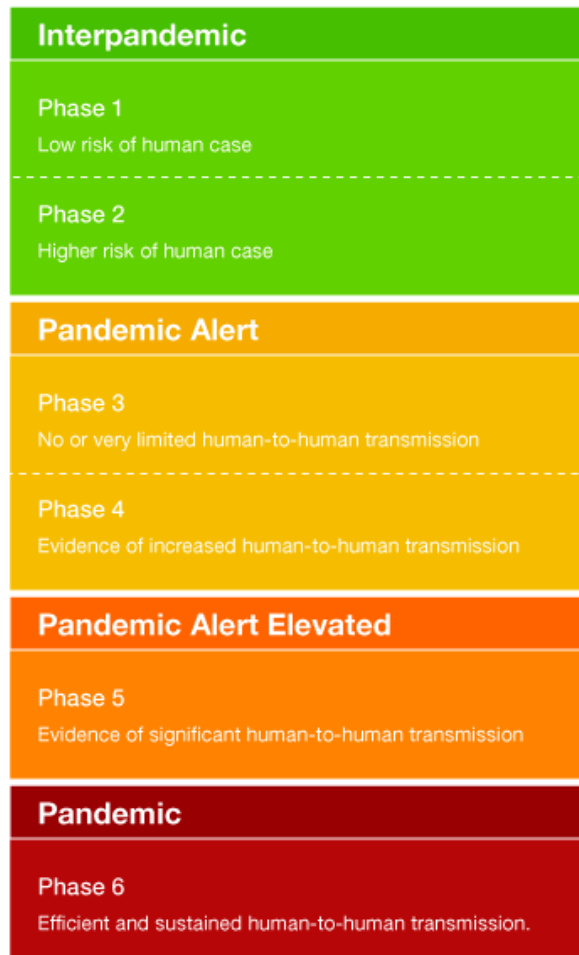 Interpandemic
Phase 1
Low risk of human case
Phase 2
Higher risk of human case
Pandemic Alert
Phase 3
No or very limited human-to-human transmission
Phase 4
Evidence of increased human-to-human transmission
Pandemic Alert Elevated
Phase 5
Evidence of significant human-to-human transmission
Pandemic
Phase 6
Efficient and sustained human-to-human transmission.